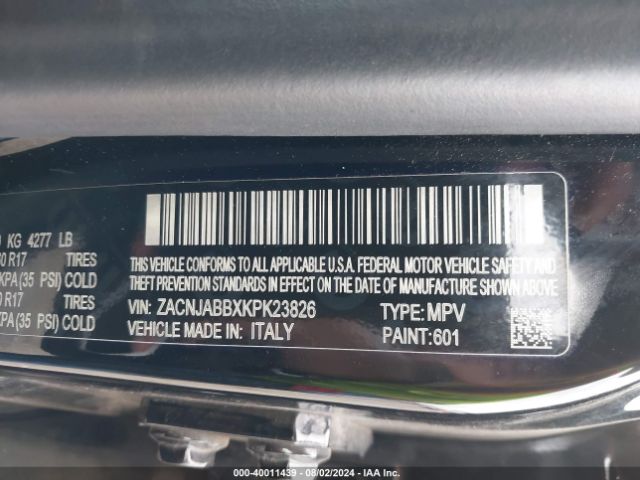 KG 4277 LB
R17 TIRES
KPA(35 PSI) COLD
R17 TIRES
KPA(35 PSI) COLD
THIS VEHICLE CONFORMS TO ALL APPLICABLE U.S.A. FEDERAL MOTOR VEHICLE SAFETY AND
THEFT PREVENTION STANDARDS IN EFFECT ON THE DATE OF MANUFACTURE SHOWN ABOVE.
VIN: ZACNJABBXKPK23826 TYPE: MPV
VEHICLE MADE IN: ITALY PAINT:601
000-40011439 - 08/02/2024 - IAA Inc.